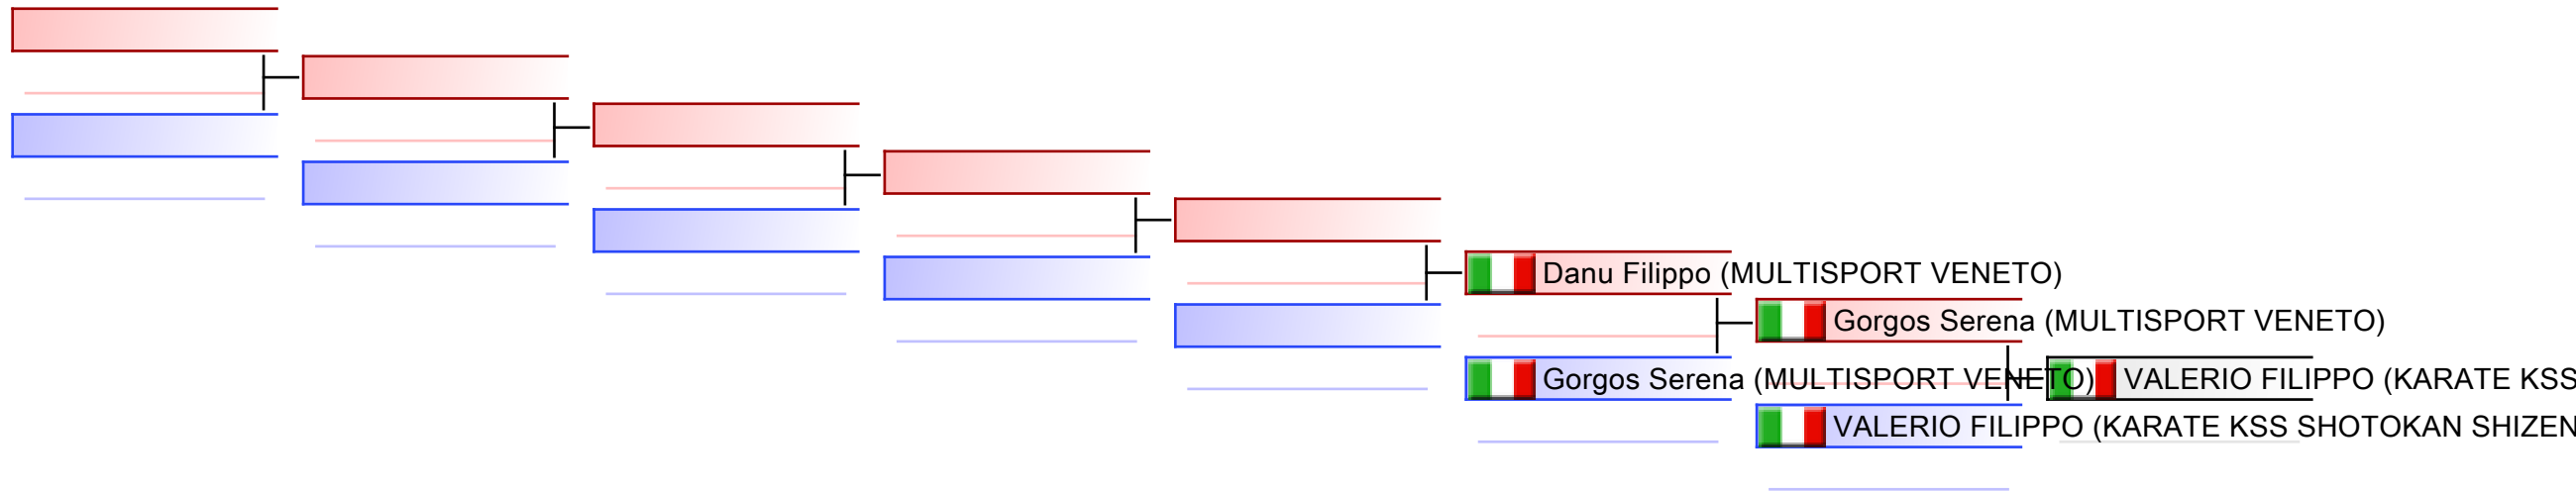 Danu Filippo (MULTISPORT VENETO)
Gorgos Serena (MULTISPORT VENETO)
Gorgos Serena (MULTISPORT VENETO)
VALERIO FILIPPO (KARATE KSS
VALERIO FILIPPO (KARATE KSS SHOTOKAN SHIZEN